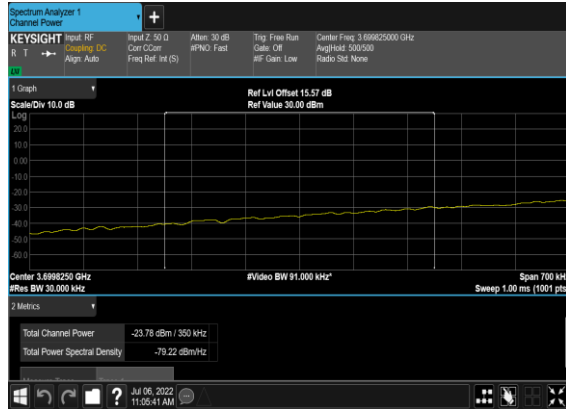 Spectrum Analyzer 1
Channel Power
+
KEYSIGHT
R T
LXI
Input: RF
Coupling: DC
Align: Auto
Input Z: 50 Ω
Corr CCorr
Freq Ref: Int (S)
Atten: 30 dB
#PNO: Fast
Trig: Free Run
Gate: Off
#IF Gain: Low
Center Freq: 3.699825000 GHz
Avg|Hold: 500/500
Radio Std: None
1 Graph
Scale/Div 10.0 dB
Ref Lvl Offset 15.57 dB
Ref Value 30.00 dBm
Log
20.0
10.0
0.00
-10.0
-20.0
-30.0
-40.0
-50.0
-60.0
Center 3.6998250 GHz
#Video BW 91.000 kHz*
Span 700 kH
#Res BW 30.000 kHz
Sweep 1.00 ms (1001 pts
2 Metrics
Total Channel Power
-23.78 dBm / 350 kHz
Total Power Spectral Density
-79.22 dBm/Hz
?
Jul 06, 2022
11:05:41 AM